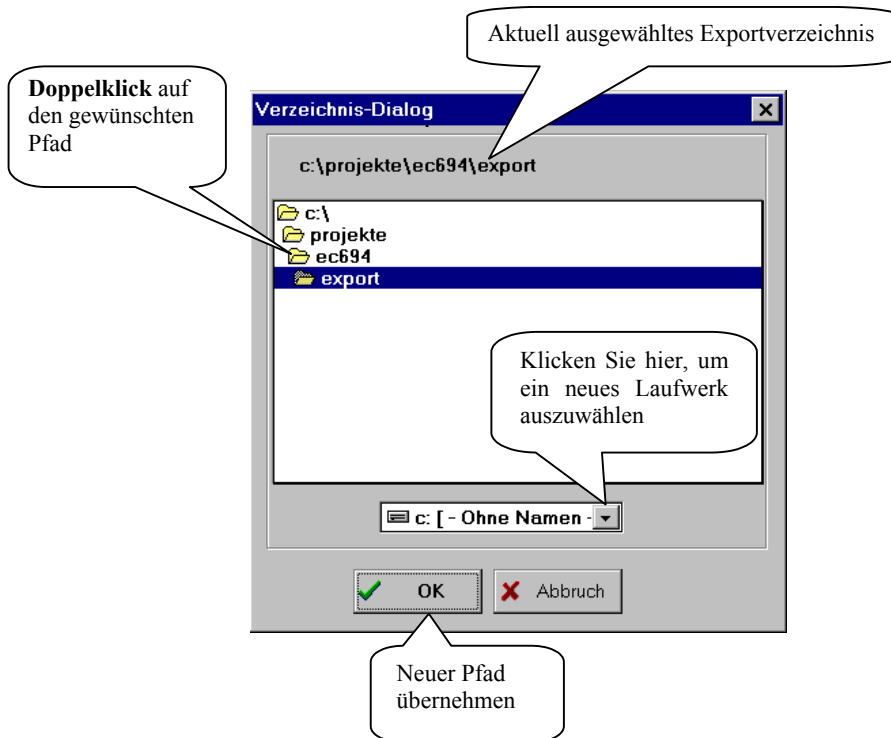 Aktuell ausgewähltes Exportverzeichnis
Doppelklick auf
den gewünschten
Pfad
Verzeichnis-Dialog
c:\projekte\ec694\export
c:\
projekte
ec694
export
Klicken Sie hier, um
ein neues Laufwerk
auszuwählen
c: [ - Ohne Namen -
OK
Abbruch
Neuer Pfad
übernehmen